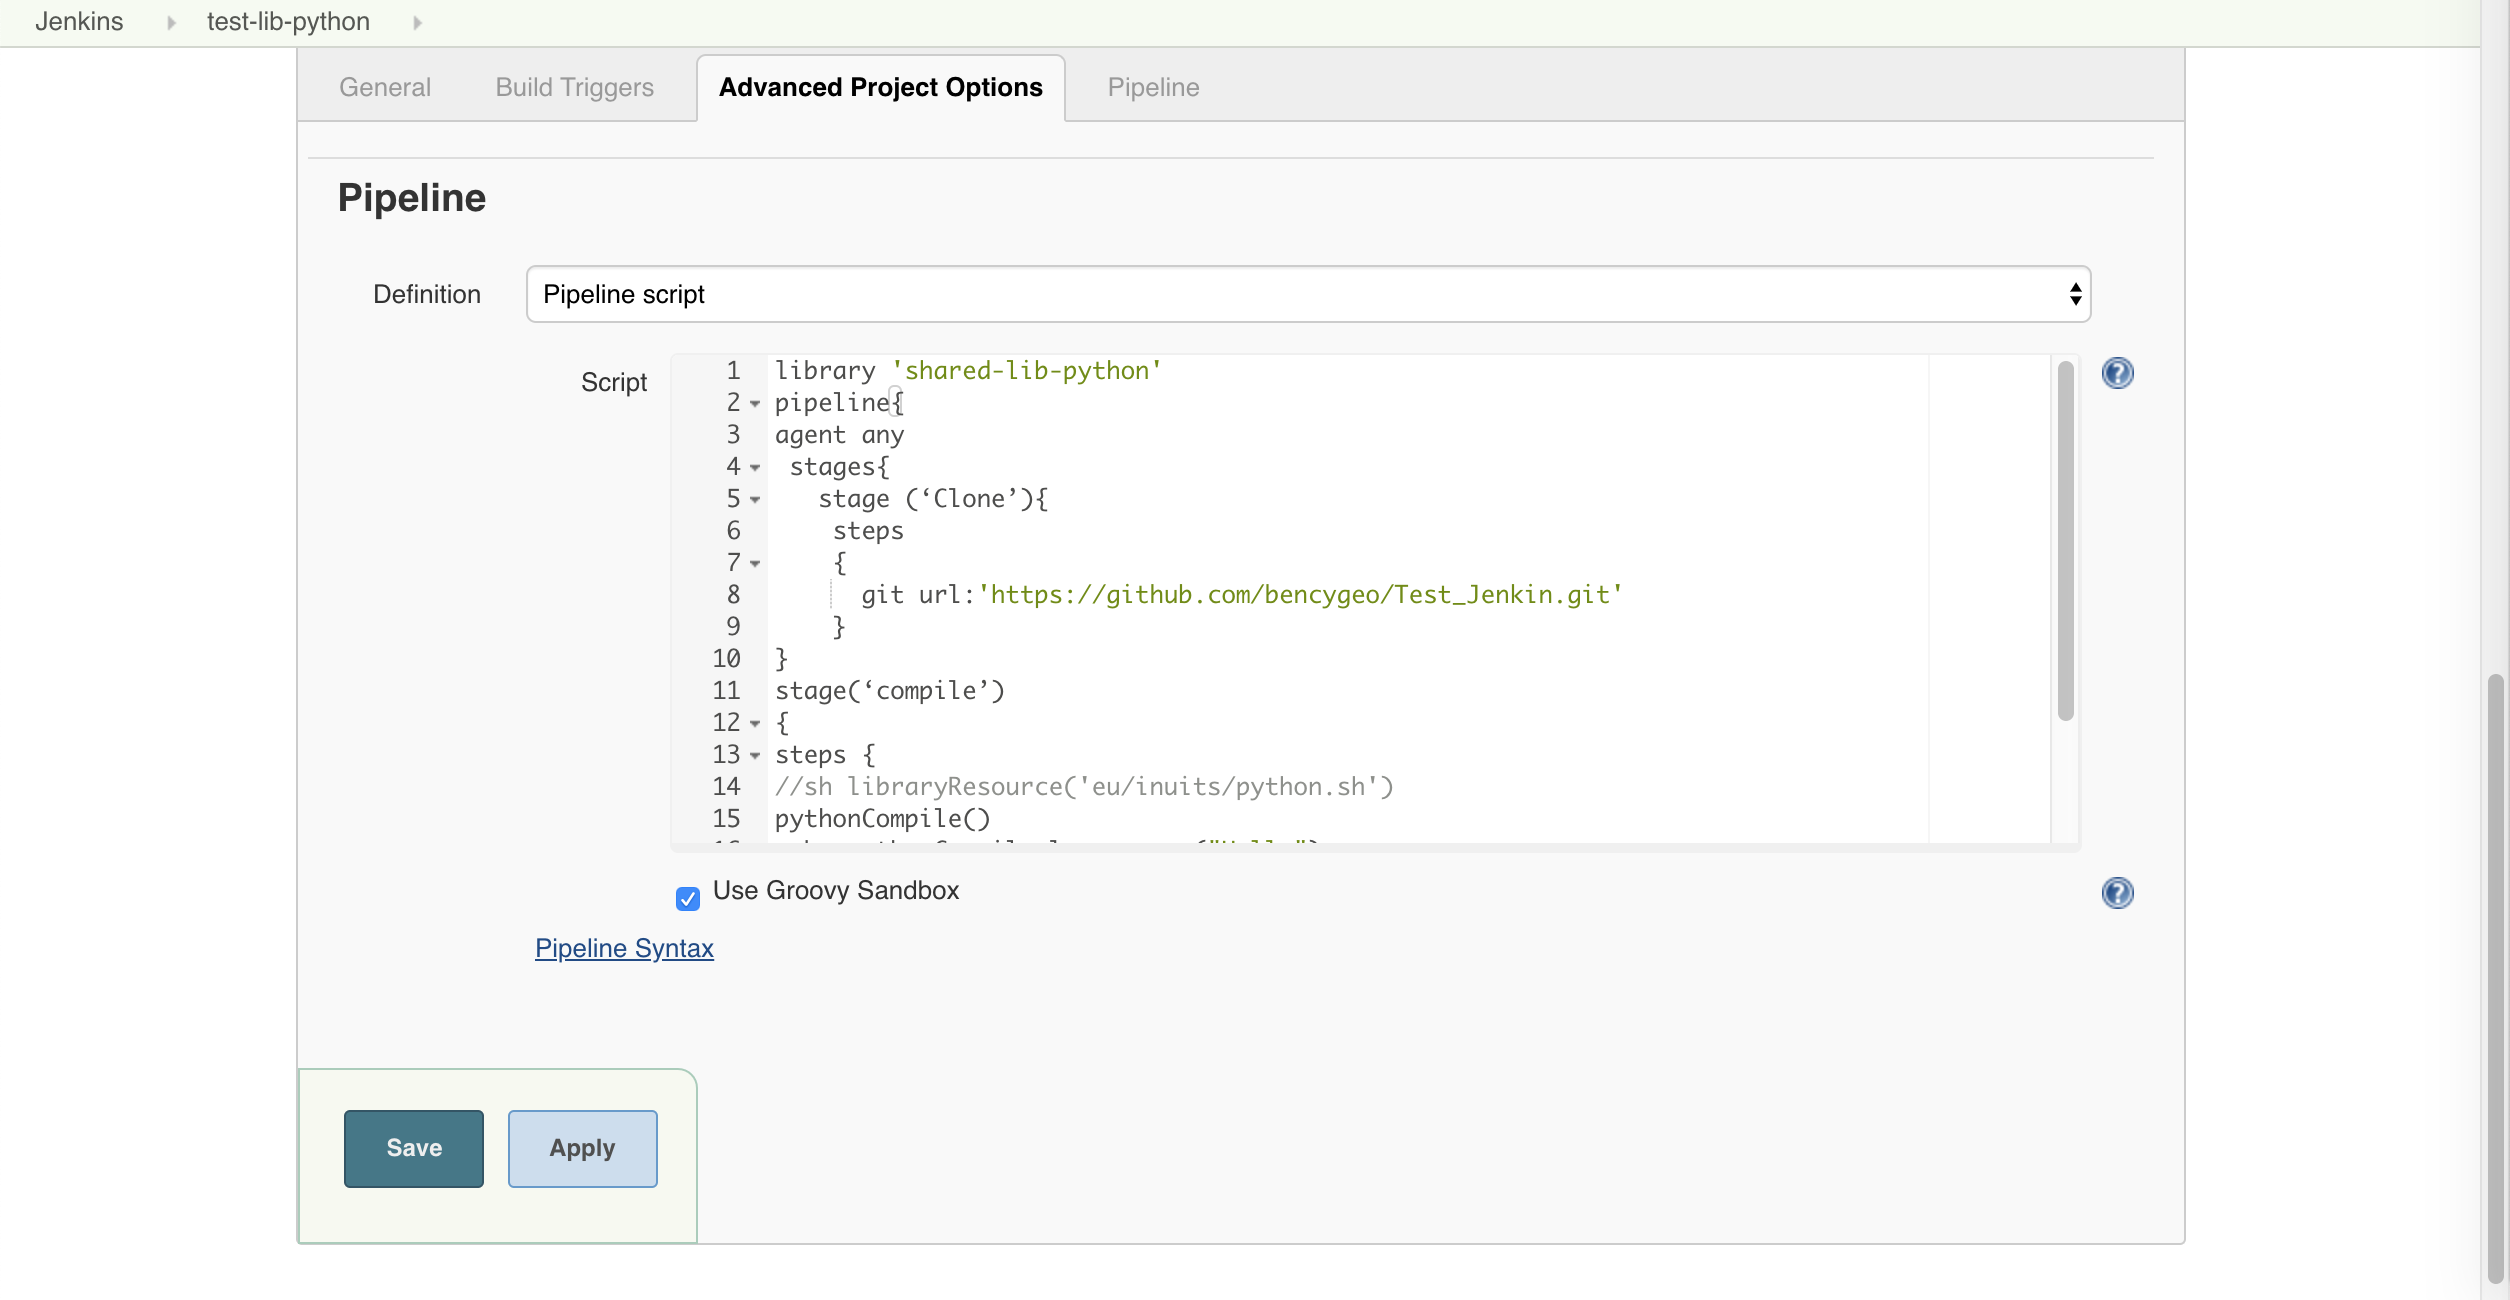 Jenkins test-lib-python
General Build Triggers Advanced Project Options Pipeline
Pipeline
Definition Pipeline script
Script
1 library 'shared-lib-python'
2 pipeline{
3 agent any
4 stages{
5 stage (‘Clone’){
6 steps
7 {
8 git url:'https://github.com/bencygeo/Test_Jenkin.git'
9 }
10 }
11 stage(‘compile’)
12 {
13 steps {
14 //sh libraryResource('eu/inuits/python.sh')
15 pythonCompile()
Use Groovy Sandbox
Pipeline Syntax
Save Apply